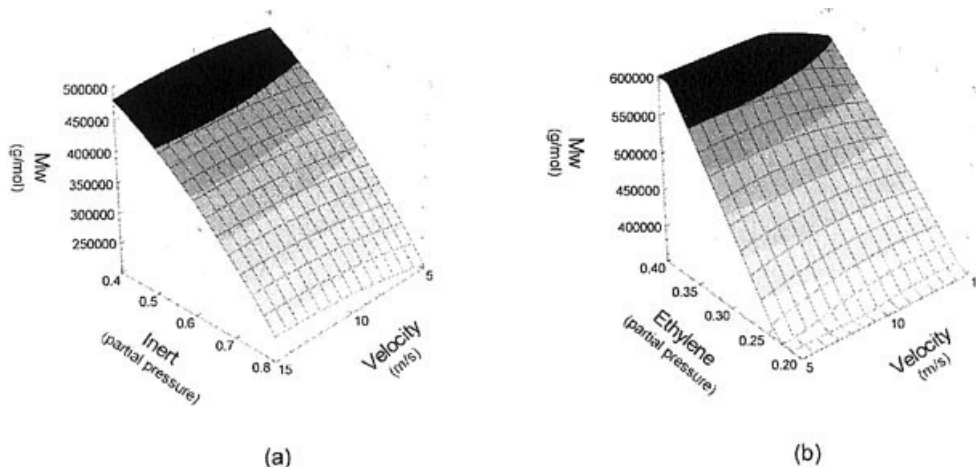 500000
450000
400000
350000
300000
250000
Mw
(g/mol)
0.4
0.5
0.6
0.7
0.8
Inert
(partial pressure)
15
10
5
Velocity
(m/s)
(a)
600000
550000
500000
450000
400000
Mw
(g/mol)
0.40
0.35
0.30
0.25
0.20
Ethylene
(partial pressure)
5
10
Velocity
(m/s)
(b)